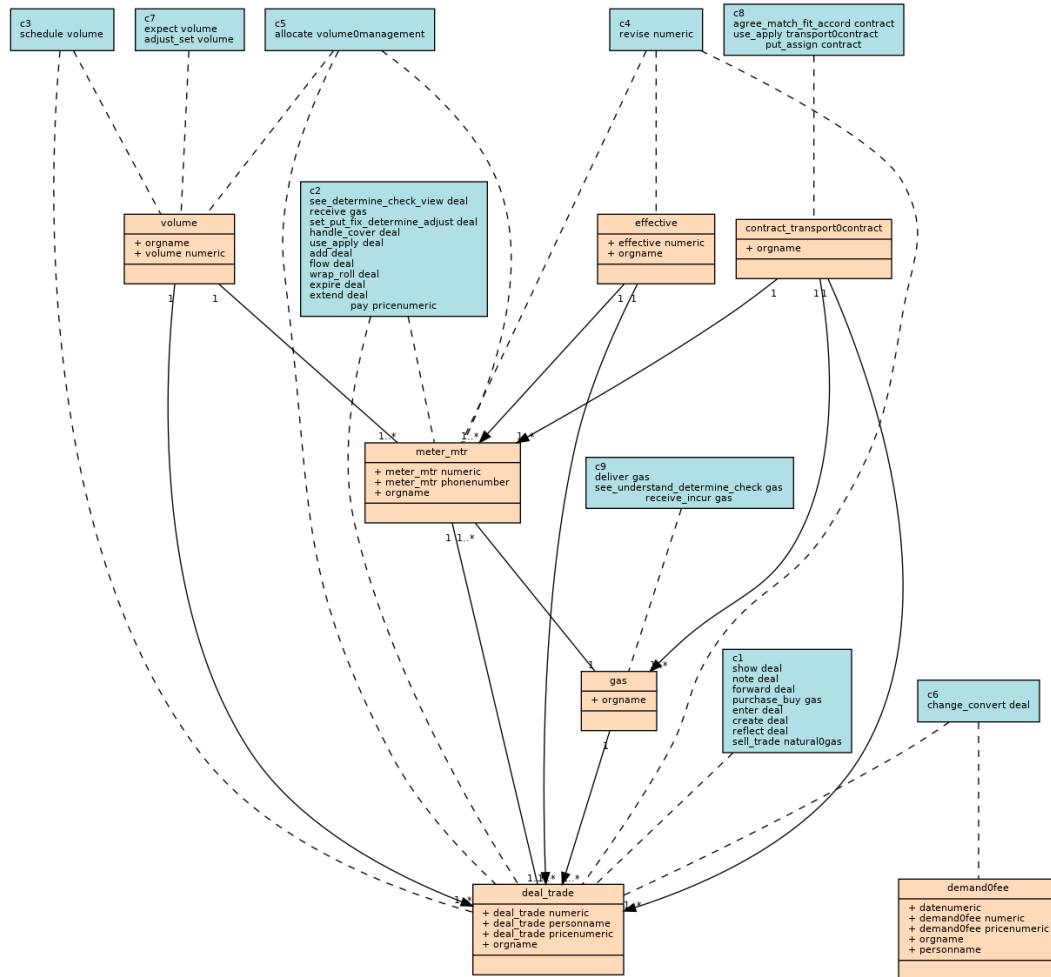 c3
schedule volume
c7
expect volume
adjust_set volume
c5
allocate volume0management
c4
revise numeric
c8
agree_match_fit_accord contract
use_apply transport0contract
put_assign contract
c2
see_determine_check_view deal
receive gas
set_put_fix_determine_adjust deal
handle_cover deal
use_apply deal
add deal
flow deal
wrap_roll deal
expire deal
extend deal
pay pricenumeric
volume
+ orgname
+ volume numeric
effective
+ effective numeric
+ orgname
contract_transport0contract
+ orgname
1
1
1
1
1
1
1
1..*
1..*
1..*
meter_mtr
+ meter_mtr numeric
+ meter_mtr phonenumber
+ orgname
c9
deliver gas
see_understand_determine_check gas
receive_incur gas
1
1..*
1
gas
+ orgname
1
c1
show deal
note deal
forward deal
purchase_buy gas
enter deal
create deal
reflect deal
sell_trade natural0gas
c6
change_convert deal
1..*
1..*
deal_trade
+ deal_trade numeric
+ deal_trade personname
+ deal_trade pricenumeric
+ orgname
demand0fee
+ datenumeric
+ demand0fee numeric
+ demand0fee pricenumeric
+ orgname
+ personname